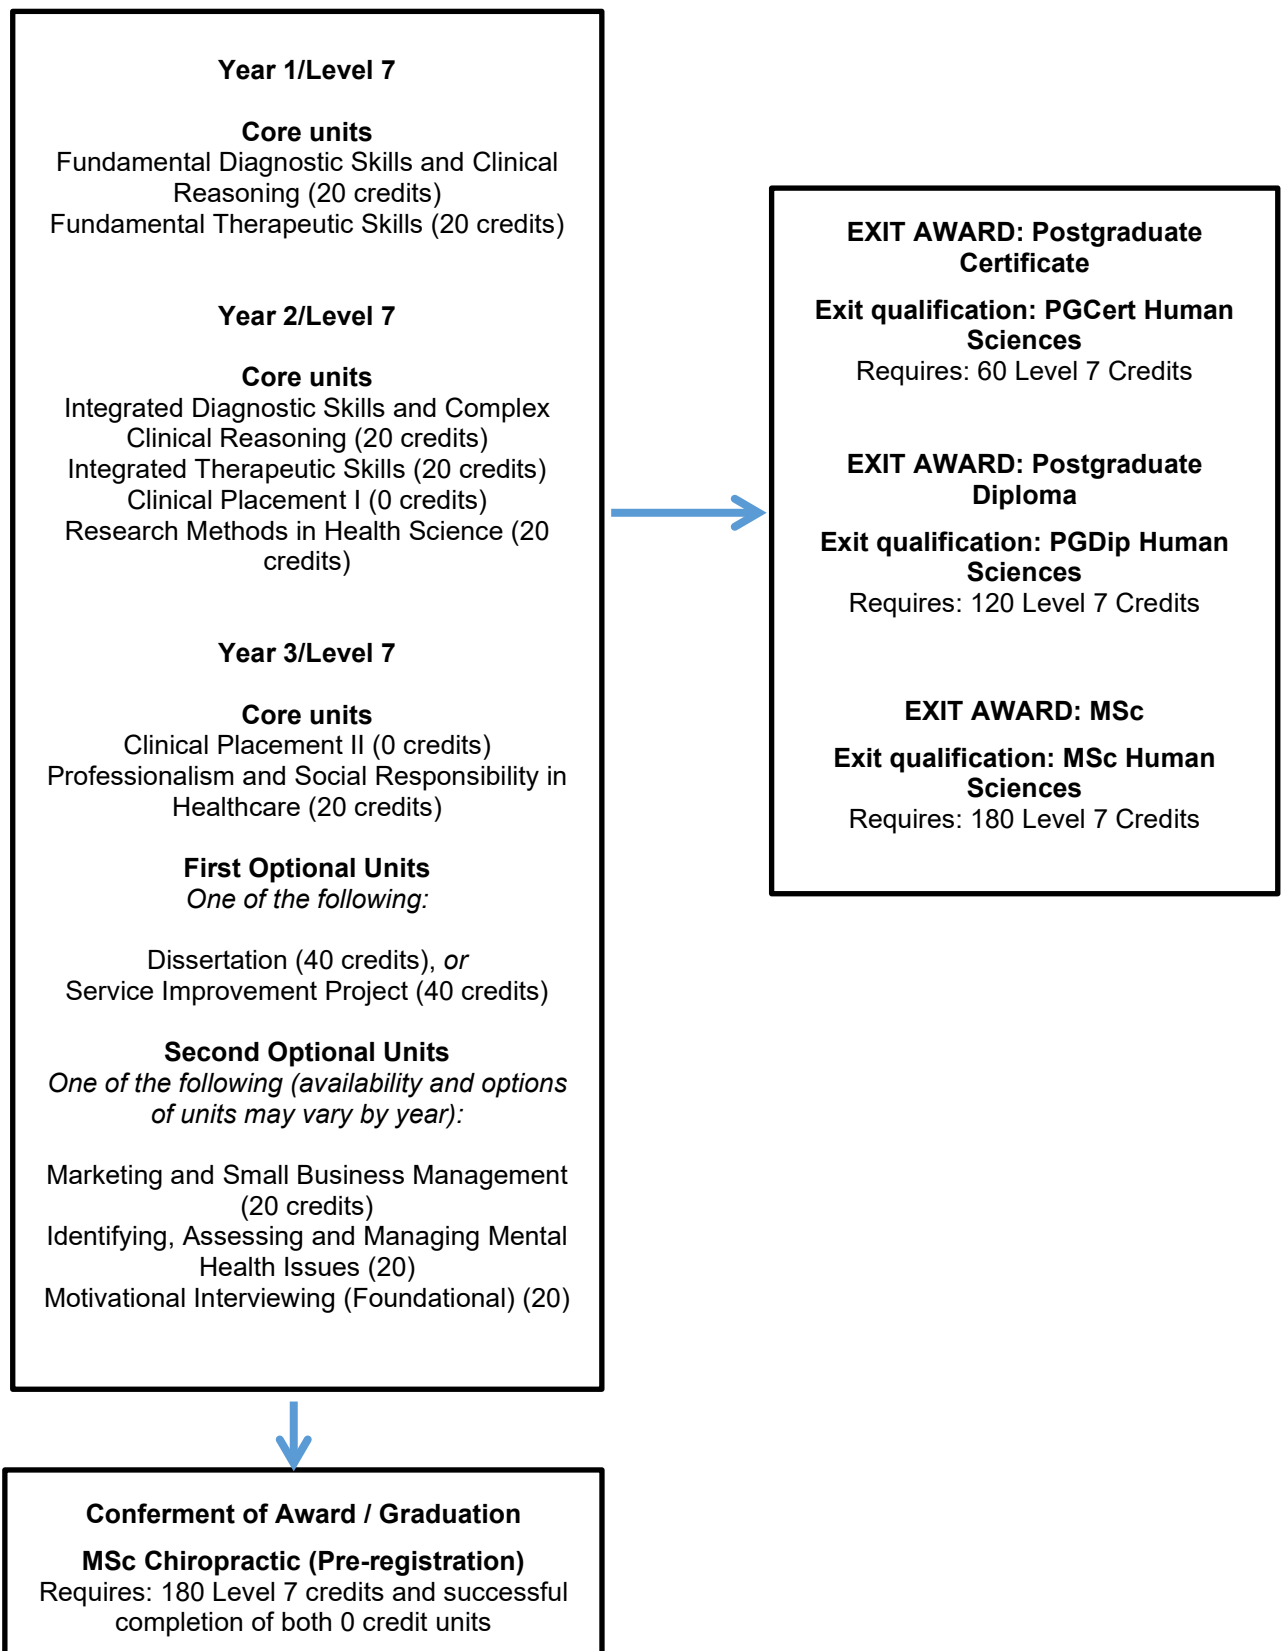 Year 1/Level 7
Core units
Fundamental Diagnostic Skills and Clinical
Reasoning (20 credits)
Fundamental Therapeutic Skills (20 credits)
Year 2/Level 7
Core units
Integrated Diagnostic Skills and Complex
Clinical Reasoning (20 credits)
Integrated Therapeutic Skills (20 credits)
Clinical Placement I (0 credits)
Research Methods in Health Science (20
credits)
Year 3/Level 7
Core units
Clinical Placement II (0 credits)
Professionalism and Social Responsibility in
Healthcare (20 credits)
First Optional Units
One of the following:
Dissertation (40 credits), or
Service Improvement Project (40 credits)
Second Optional Units
One of the following (availability and options
of units may vary by year):
Marketing and Small Business Management
(20 credits)
Identifying, Assessing and Managing Mental
Health Issues (20)
Motivational Interviewing (Foundational) (20)
EXIT AWARD: Postgraduate
Certificate
Exit qualification: PGCert Human
Sciences
Requires: 60 Level 7 Credits
EXIT AWARD: Postgraduate
Diploma
Exit qualification: PGDip Human
Sciences
Requires: 120 Level 7 Credits
EXIT AWARD: MSc
Exit qualification: MSc Human
Sciences
Requires: 180 Level 7 Credits
Conferment of Award / Graduation
MSc Chiropractic (Pre-registration)
Requires: 180 Level 7 credits and successful
completion of both 0 credit units